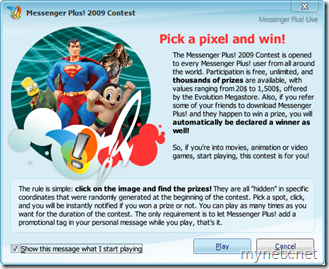 Messenger Plus! 2009 Contest
Messenger Plus! Live
Pick a pixel and win!
The Messenger Plus! 2009 Contest is opened
to every Messenger Plus! user from all around
the world. Participation is free, unlimited, and
thousands of prizes are available, with
values ranging from 20$ to 1,500$, offered
by the Evolution Megastore. Also, if you refer
some of your friends to download Messenger
Plus! and they happen to win a prize, you will
automatically be declared a winner as
well!
So, if you're into movies, animation or video
games, start playing, this contest is for you!
The rule is simple: click on the image and find the prizes! They are all "hidden" in specific
coordinates that were randomly generated at the beginning of the contest. Pick a spot, click,
and you will be instantly notified if you won a prize or not. You can play as many times as you
want for the duration of the contest. The only requirement is to let Messenger Plus! add a
promotional tag in your personal message while you play, that's it.
Show this message what I start playing
Play
Cancel
mynetx.net